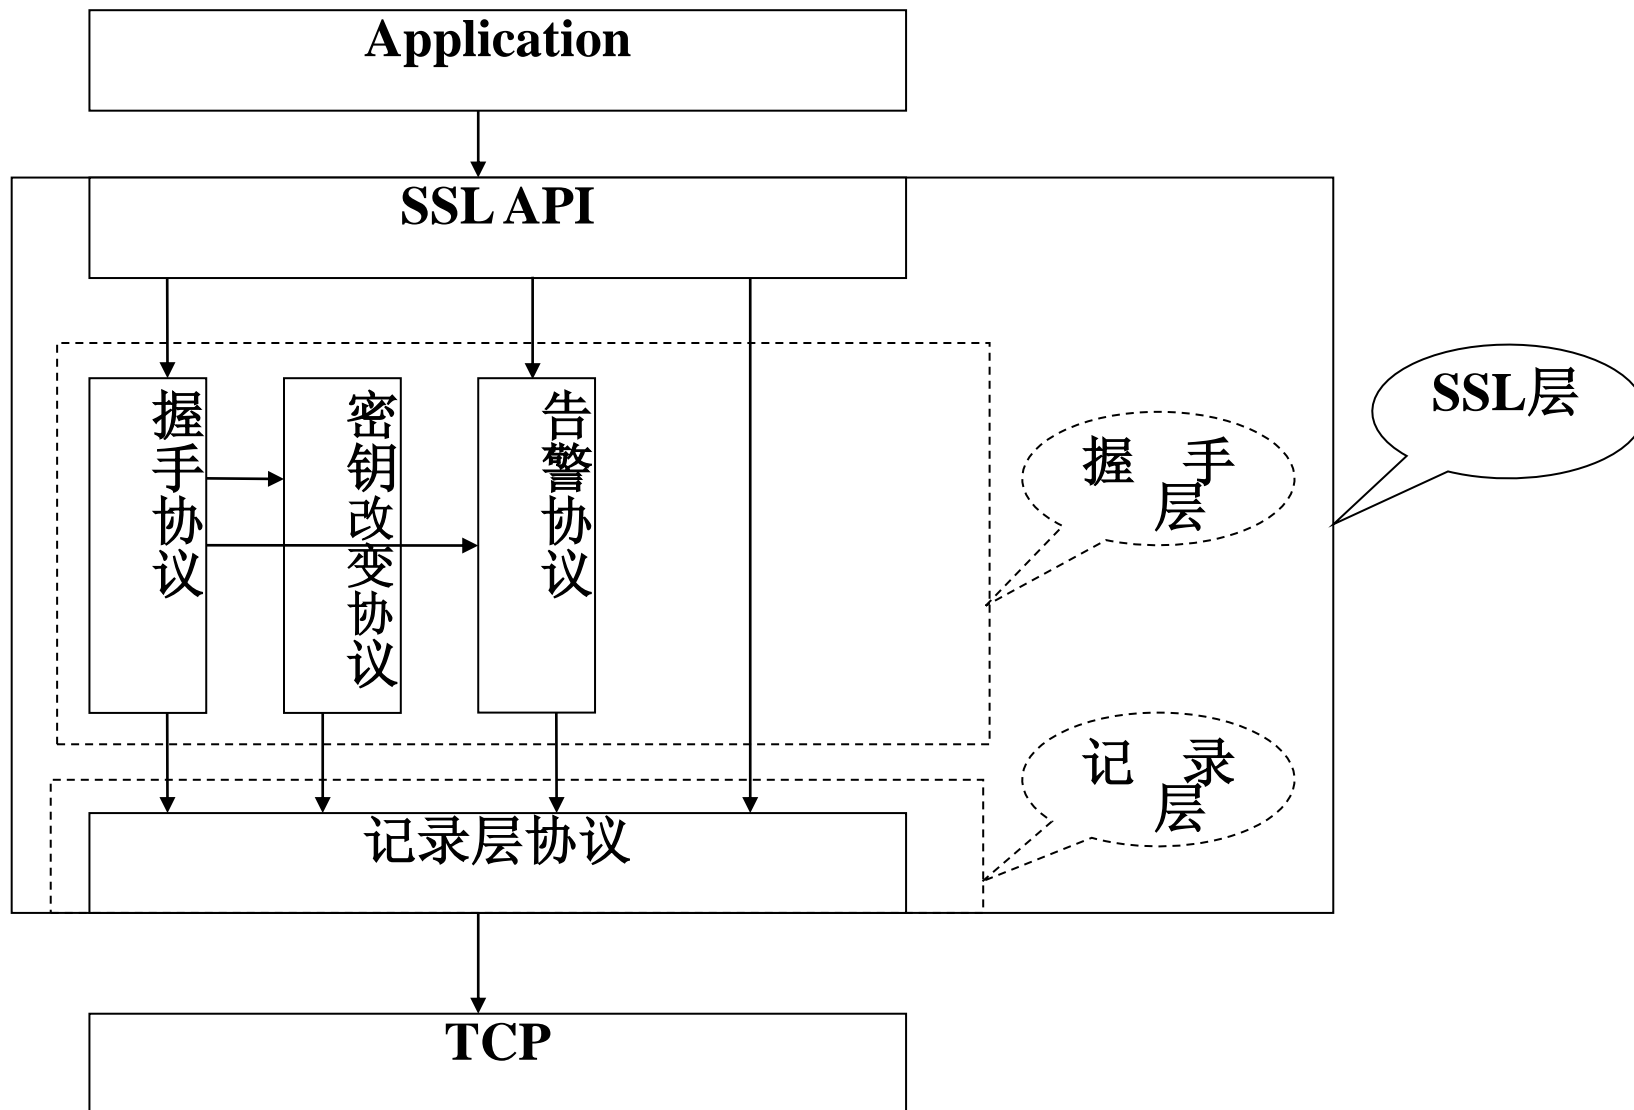 Application
SSL API
握手协议
密钥改变协议
告警协议
SSL层
握 手
层
记 录
层
记录层协议
TCP